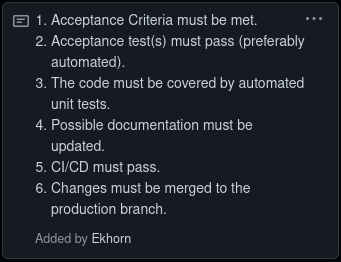 1. Acceptance Criteria must be met.
2. Acceptance test(s) must pass (preferably
automated).
3. The code must be covered by automated
unit tests.
4. Possible documentation must be
updated.
5. CI/CD must pass.
6. Changes must be merged to the
production branch.
Added by Ekhorn